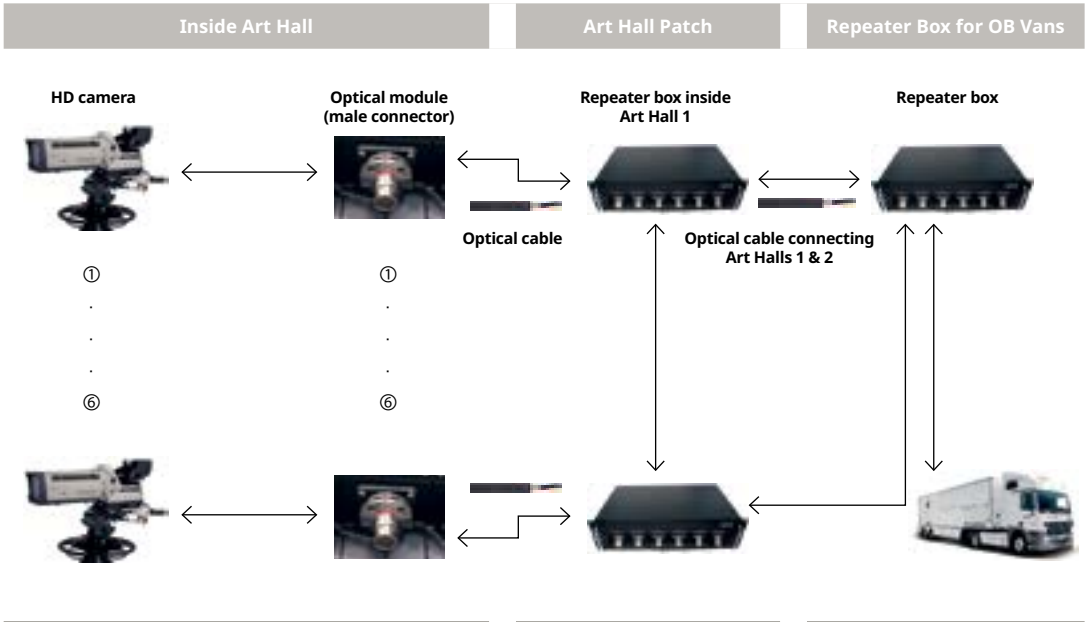 Inside Art Hall
Art Hall Patch
Repeater Box for OB Vans
HD camera
Optical module
(male connector)
Repeater box inside
Art Hall 1
Repeater box
Optical cable
Optical cable connecting
Art Halls 1 & 2
① ①
. .
. .
. .
⑥ ⑥